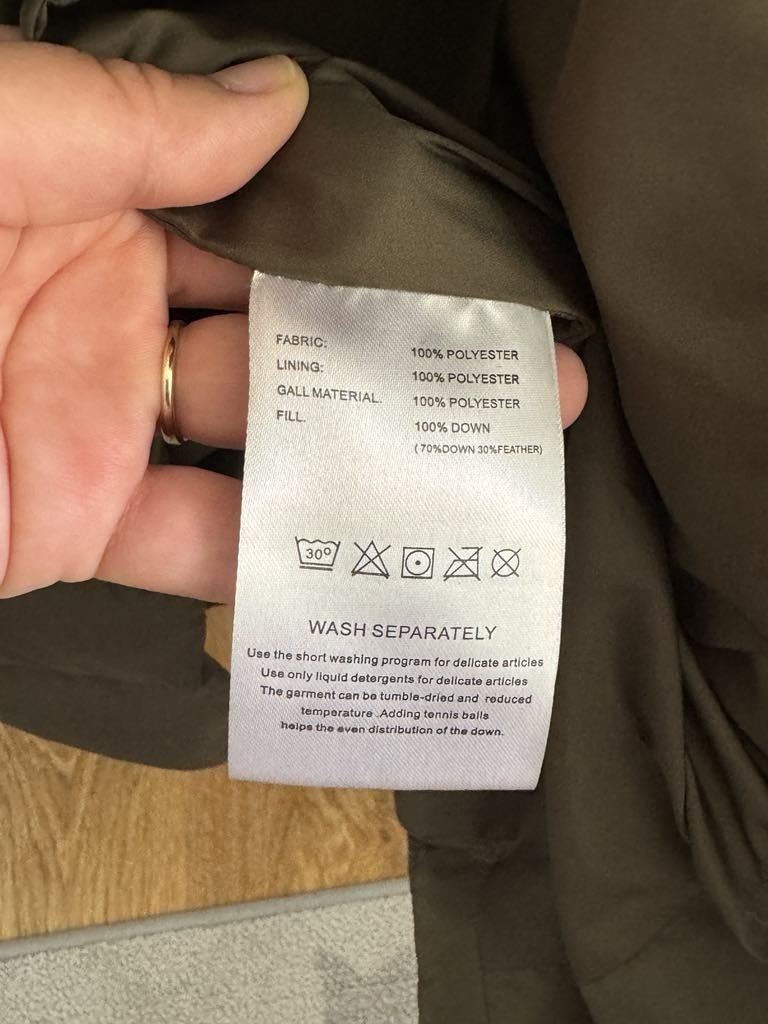 FABRIC: 100% POLYESTER
LINING: 100% POLYESTER
GALL MATERIAL. 100% POLYESTER
FILL. 100% DOWN
(70%DOWN 30%FEATHER)
30°
WASH SEPARATELY
Use the short washing program for delicate articles
Use only liquid detergents for delicate articles
The garment can be tumble-dried and reduced
temperature .Adding tennis balls
helps the even distribution of the down.